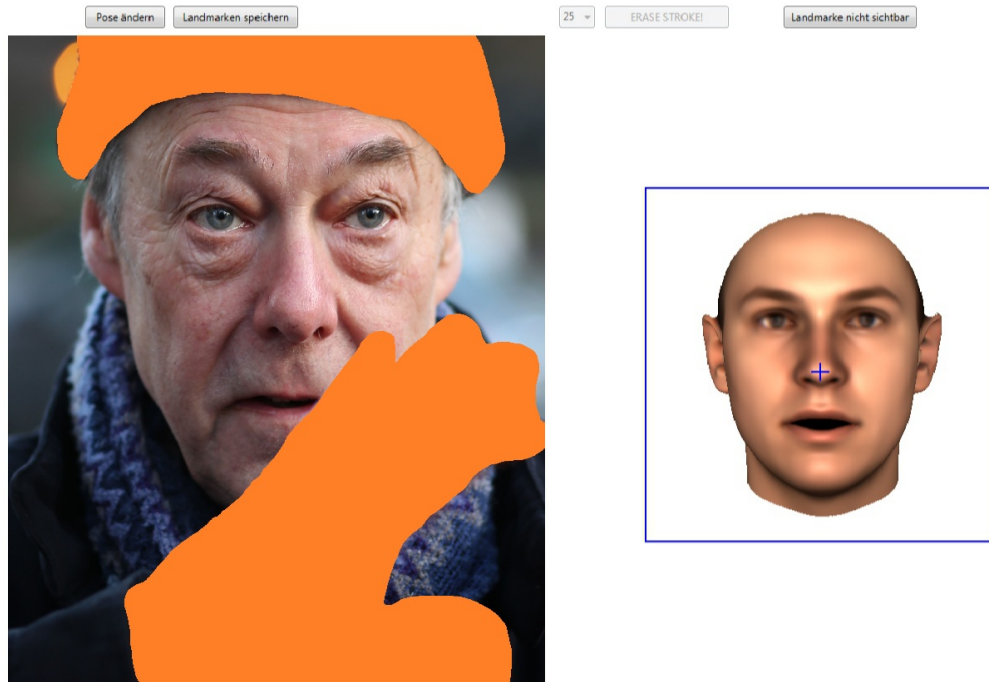 Pose ändern
Landmarken speichern
25
ERASE STROKE!
Landmarke nicht sichtbar